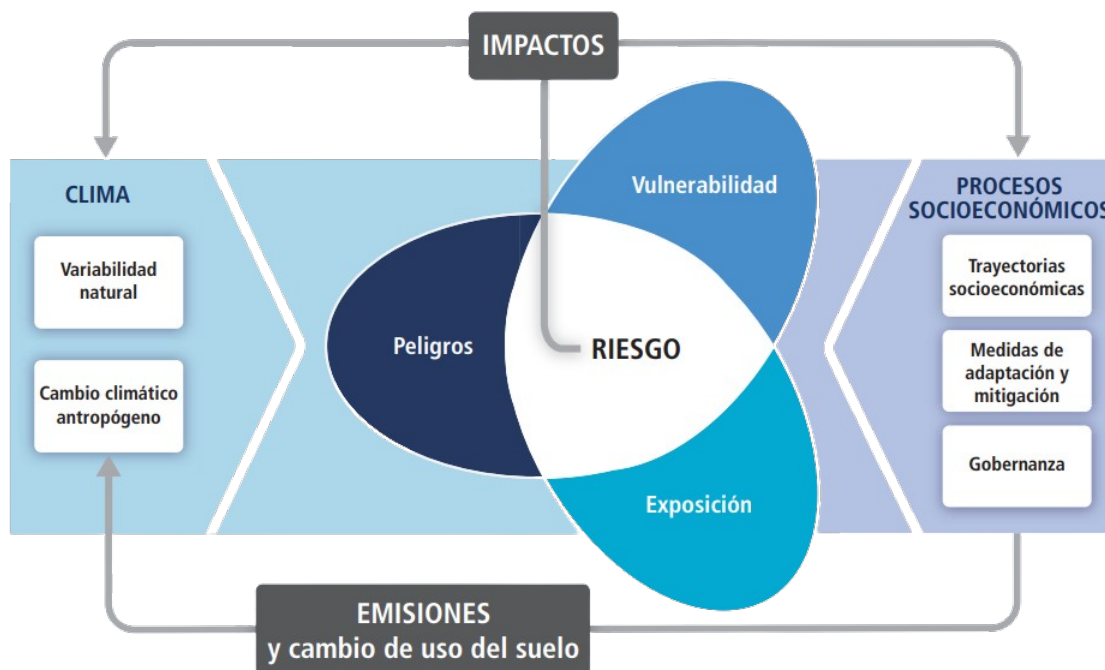 IMPACTOS
CLIMA
Variabilidad
natural
Cambio climático
antropógeno
Vulnerabilidad
Peligros
RIESGO
Exposición
PROCESOS
SOCIOECONÓMICOS
Trayectorias
socioeconómicas
Medidas de
adaptación y
mitigación
Gobernanza
EMISIONES
y cambio de uso del suelo